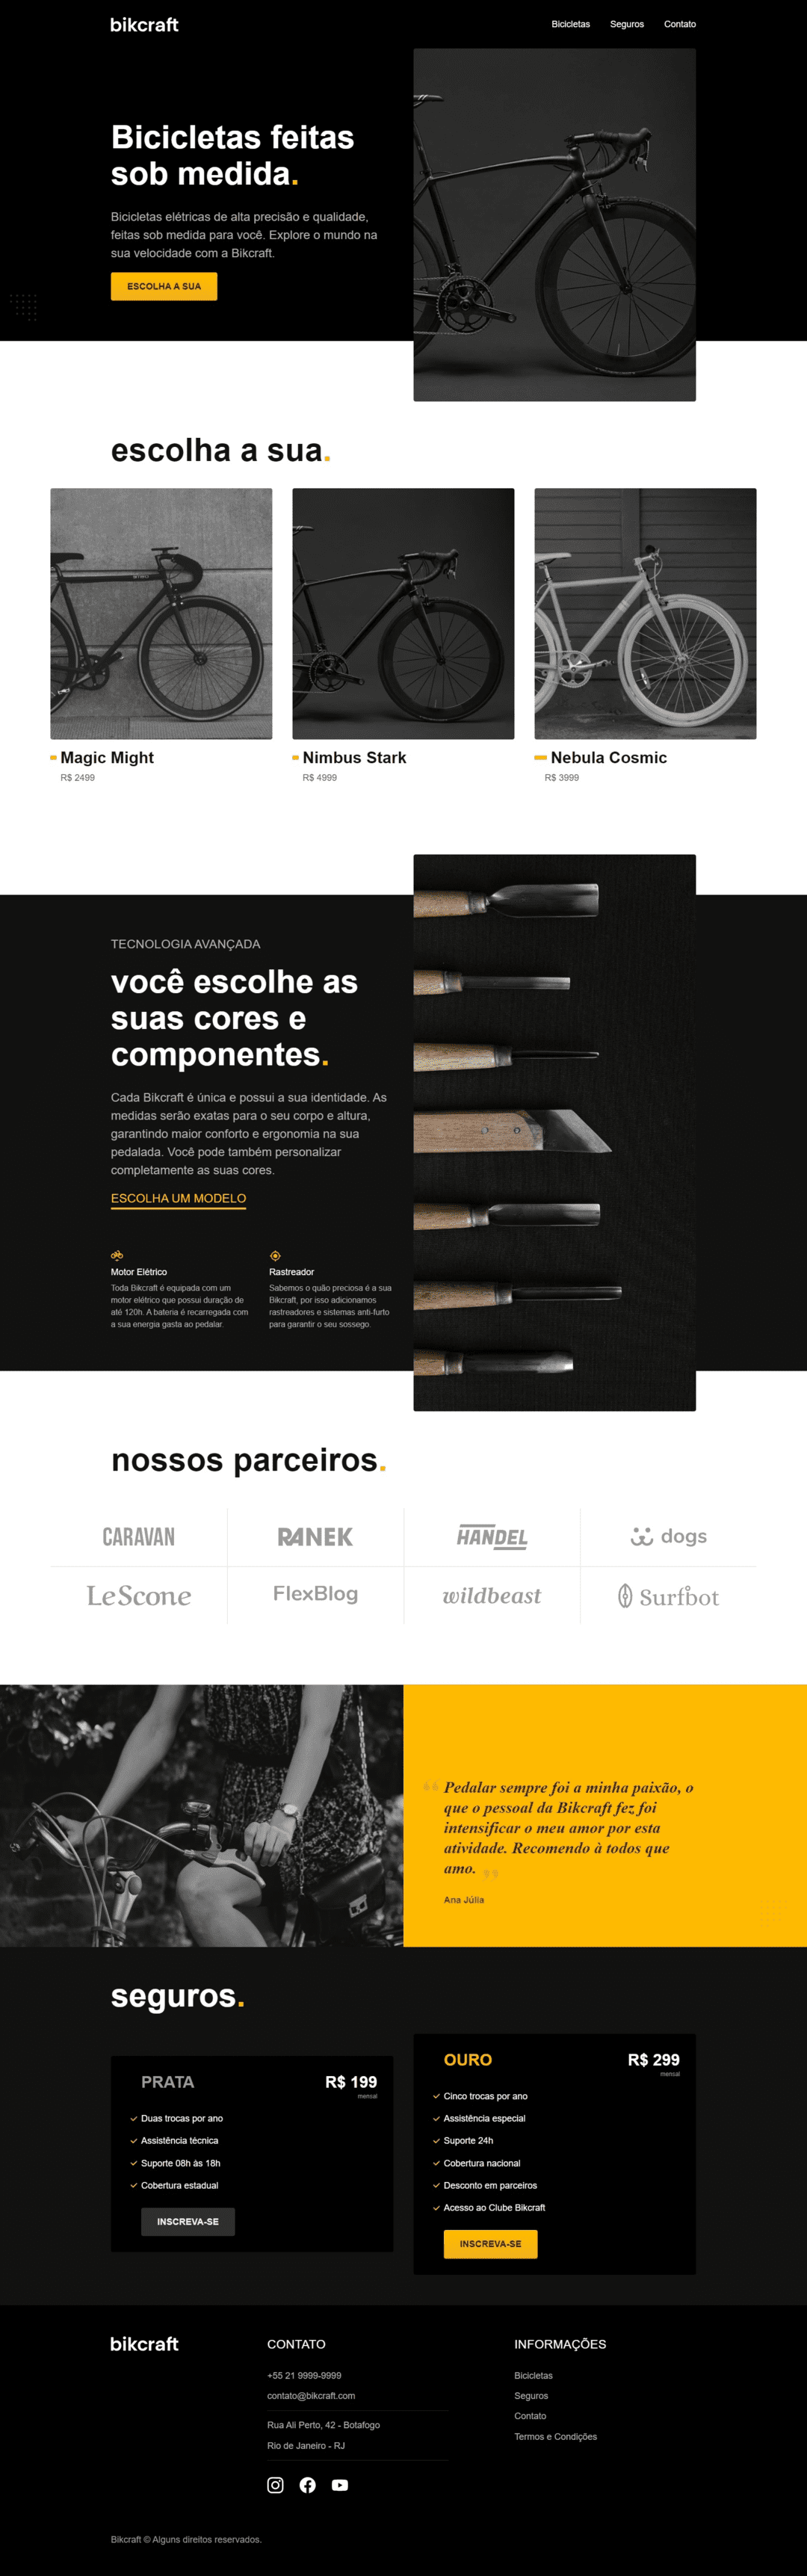 bikcraft
Bicicletas
Seguros
Contato
Bicicletas feitas
sob medida.
Bicicletas elétricas de alta precisão e qualidade,
feitas sob medida para você. Explore o mundo na
sua velocidade com a Bikcraft.
ESCOLHA A SUA
escolha a sua.
Magic Might
R$ 2499
Nimbus Stark
R$ 4999
Nebula Cosmic
R$ 3999
TECNOLOGIA AVANÇADA
você escolhe as
suas cores e
componentes.
Cada Bikcraft é única e possui a sua identidade. As
medidas serão exatas para o seu corpo e altura,
garantindo maior conforto e ergonomia na sua
pedalada. Você pode também personalizar
completamente as suas cores.
ESCOLHA UM MODELO
Motor Elétrico
Toda Bikcraft é equipada com um
motor elétrico que possui duração de
até 120h. A bateria é recarregada com
a sua energia gasta ao pedalar.
Rastreador
Sabemos o quão preciosa é a sua
Bikcraft, por isso adicionamos
rastreadores e sistemas anti-furto
para garantir o seu sossego.
nossos parceiros.
CARAVAN
RANEK
HANDEL
dogs
LeScone
FlexBlog
wildbeast
Surfbot
“ Pedalar sempre foi a minha paixão, o
que o pessoal da Bikcraft fez foi
intensificar o meu amor por esta
atividade. Recomendo à todos que
amo. ”
Ana Júlia
seguros.
PRATA
R$ 199
mensal
Duas trocas por ano
Assistência técnica
Suporte 08h às 18h
Cobertura estadual
INSCREVA-SE
OURO
R$ 299
mensal
Cinco trocas por ano
Assistência especial
Suporte 24h
Cobertura nacional
Desconto em parceiros
Acesso ao Clube Bikcraft
INSCREVA-SE
bikcraft
CONTATO
+55 21 9999-9999
contato@bikcraft.com
Rua Ali Perto, 42 - Botafogo
Rio de Janeiro - RJ
INFORMAÇÕES
Bicicletas
Seguros
Contato
Termos e Condições
Bikcraft © Alguns direitos reservados.